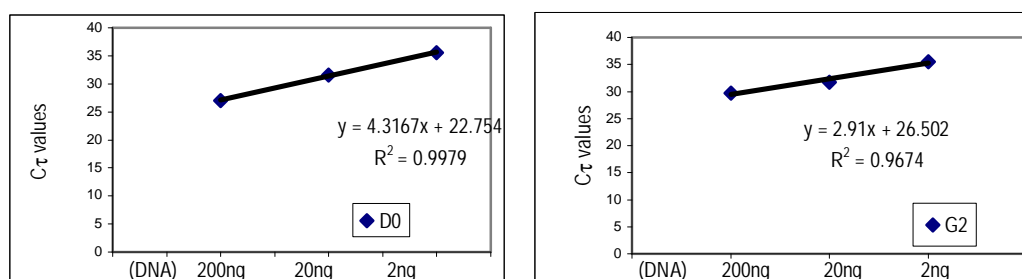 40
35
30
25
20
15
10
5
0
Cτ values
y = 4.3167x + 22.754
R² = 0.9979
D0
(DNA) 200ng 20ng 2ng
40
35
30
25
20
15
10
5
0
Cτ values
y = 2.91x + 26.502
R² = 0.9674
G2
(DNA) 200ng 20ng 2ng